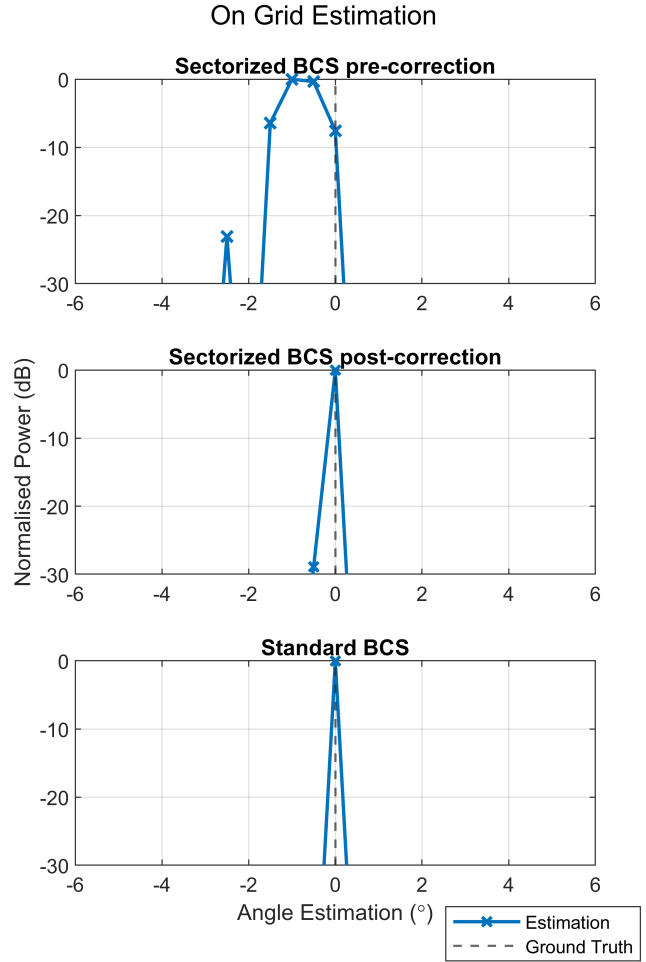 On Grid Estimation
Sectorized BCS pre-correction
0
-10
-20
-30
-6 -4 -2 0 2 4 6
Sectorized BCS post-correction
0
-10
-20
-30
-6 -4 -2 0 2 4 6
Normalised Power (dB)
Standard BCS
0
-10
-20
-30
-6 -4 -2 0 2 4 6
Angle Estimation (°)
Estimation
Ground Truth